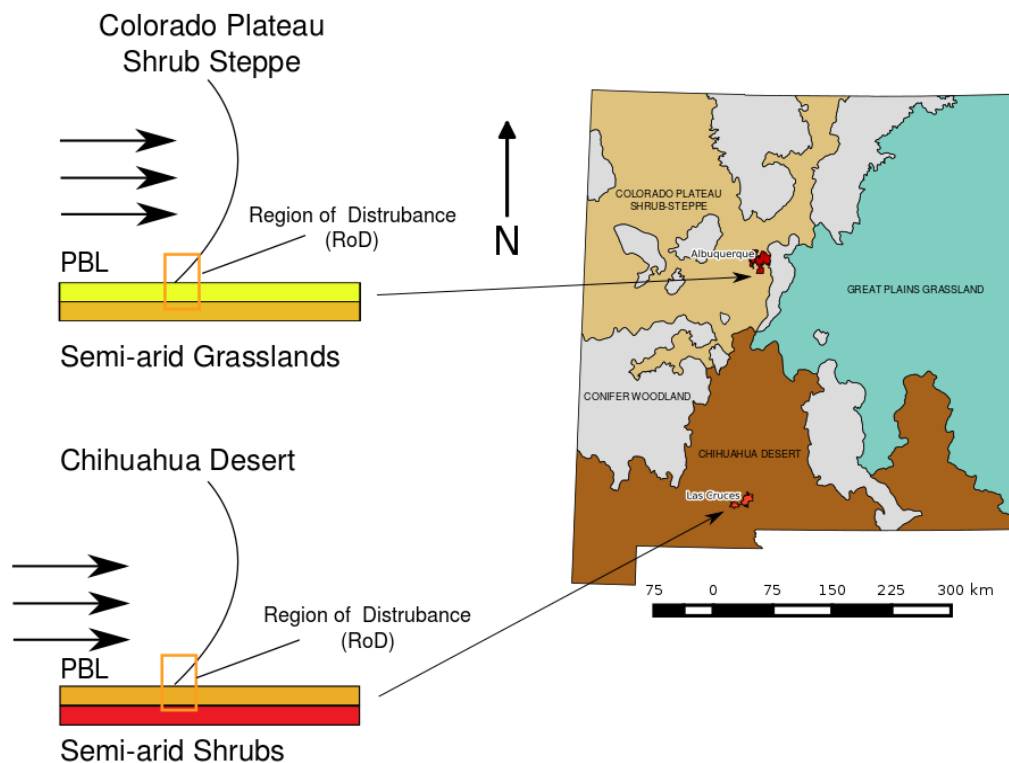 Colorado Plateau
Shrub Steppe
Region of Distrubance
(RoD)
PBL
Semi-arid Grasslands
Chihuahua Desert
Region of Distrubance
(RoD)
PBL
Semi-arid Shrubs
N
COLORADO PLATEAU
SHRUB-STEPPE
Albuquerque
GREAT PLAINS GRASSLAND
CONIFER WOODLAND
CHIHUAHUA DESERT
Las Cruces
75 0 75 150 225 300 km